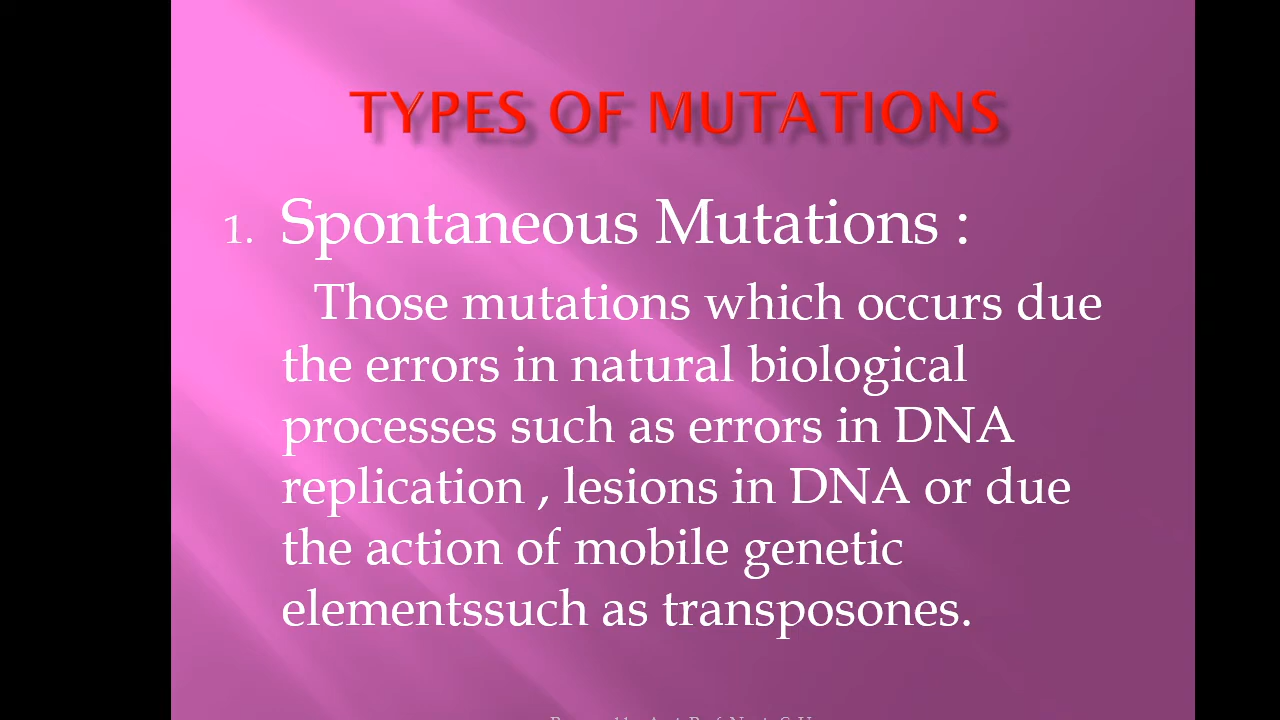 TYPES OF MUTATIONS
1. Spontaneous Mutations :
Those mutations which occurs due
the errors in natural biological
processes such as errors in DNA
replication , lesions in DNA or due
the action of mobile genetic
elementssuch as transposones.